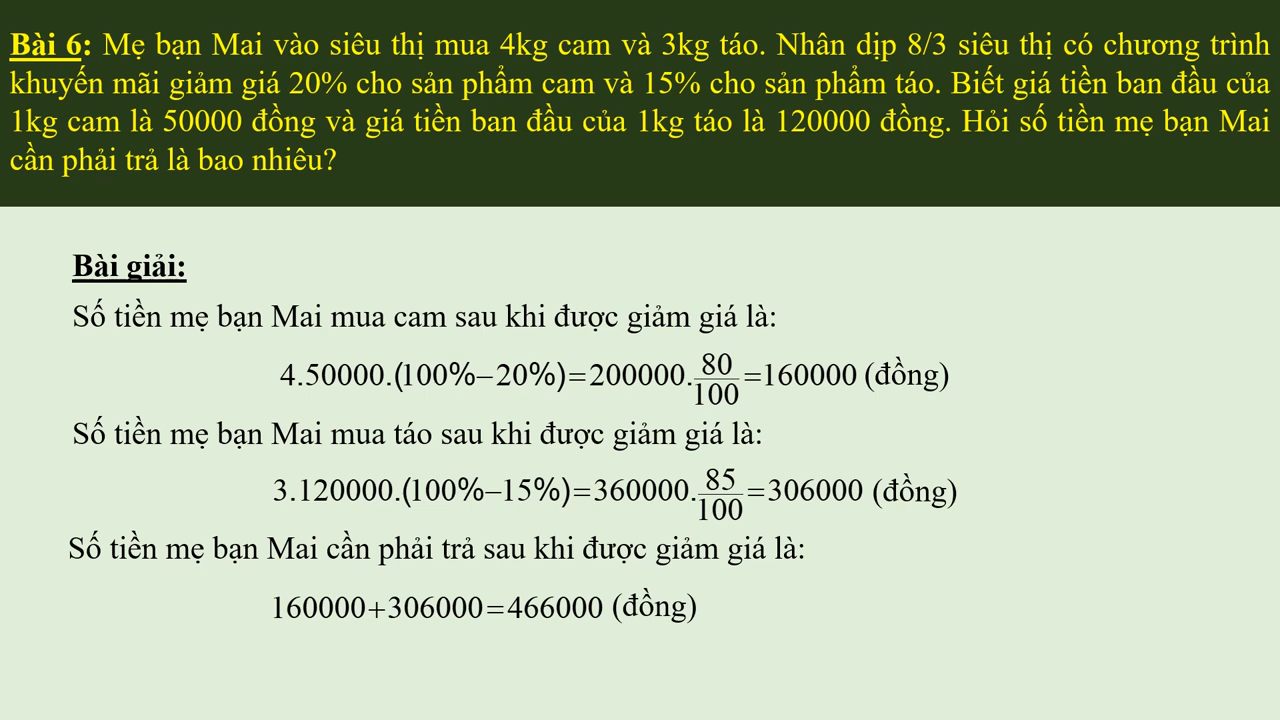 Bài 6: Mẹ bạn Mai vào siêu thị mua 4kg cam và 3kg táo. Nhân dịp 8/3 siêu thị có chương trình
khuyến mãi giảm giá 20% cho sản phẩm cam và 15% cho sản phẩm táo. Biết giá tiền ban đầu của
1kg cam là 50000 đồng và giá tiền ban đầu của 1kg táo là 120000 đồng. Hỏi số tiền mẹ bạn Mai
cần phải trả là bao nhiêu?
Bài giải:
Số tiền mẹ bạn Mai mua cam sau khi được giảm giá là:
4.50000.(100%−20%)=200000.80/100=160000 (đồng)
Số tiền mẹ bạn Mai mua táo sau khi được giảm giá là:
3.120000.(100%−15%)=360000.85/100=306000 (đồng)
Số tiền mẹ bạn Mai cần phải trả sau khi được giảm giá là:
160000+306000=466000 (đồng)